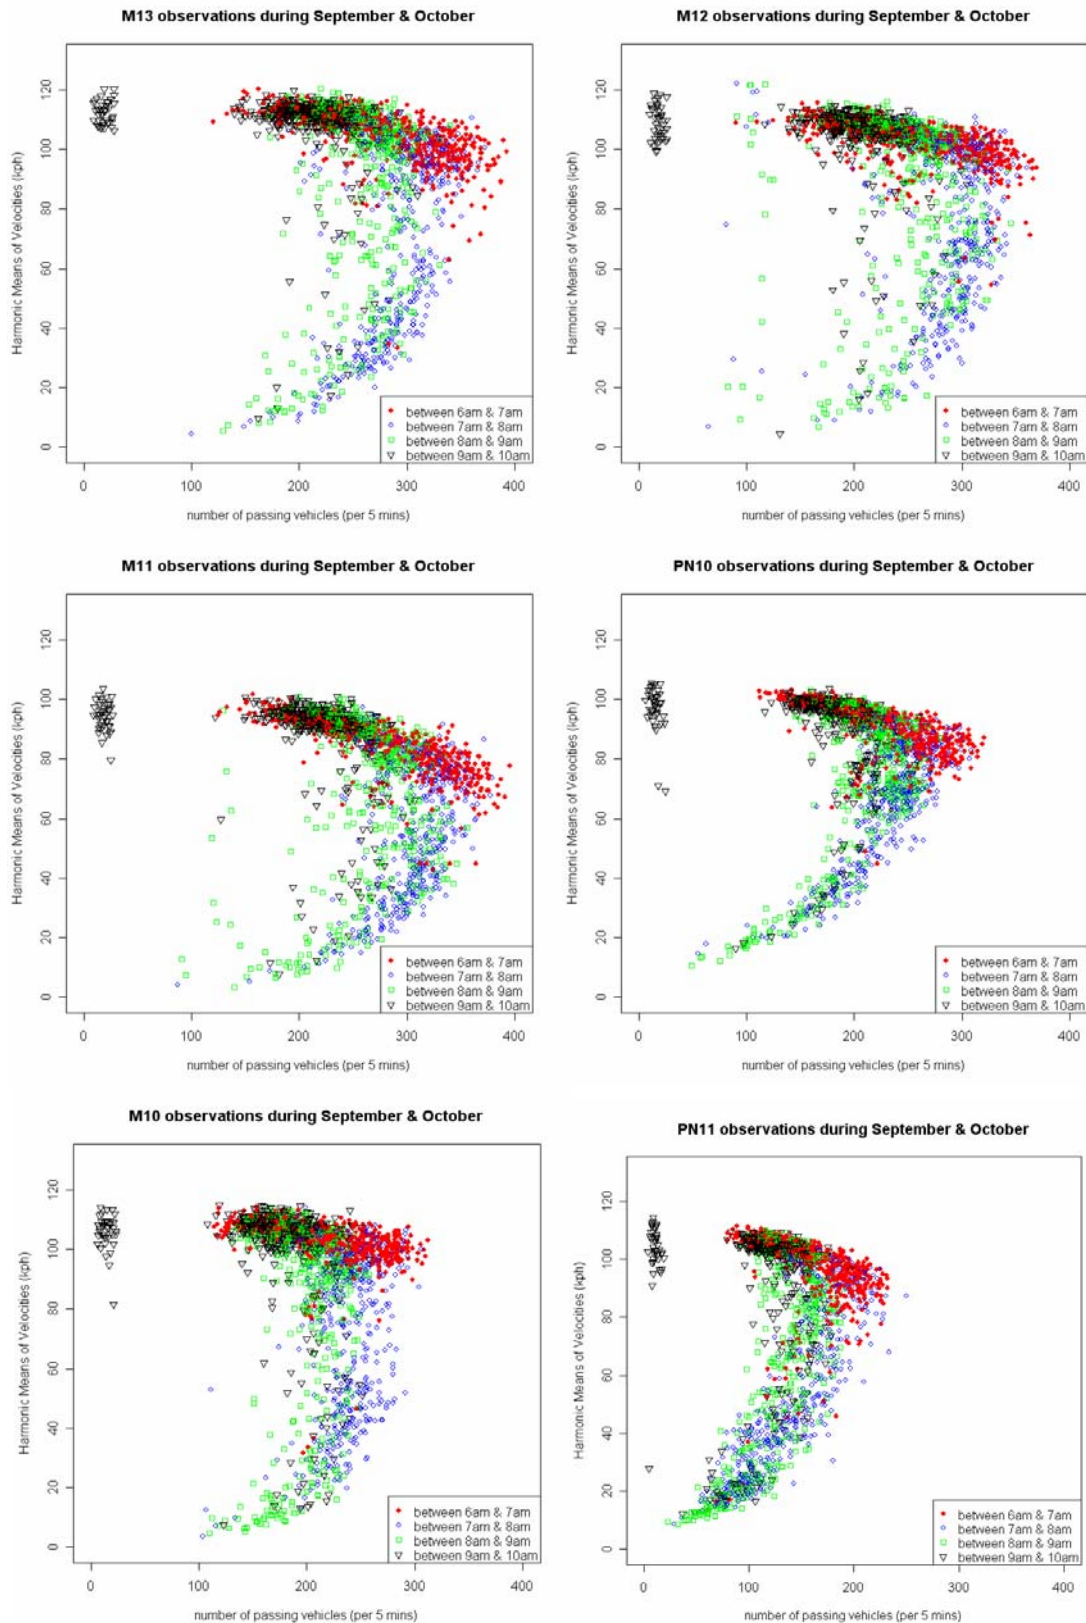 M13 observations during September & October
Harmonic Means of Velocities (kph)
0 20 40 60 80 100 120
between 6am & 7am
between 7am & 8am
between 8am & 9am
between 9am & 10am
0 100 200 300 400
number of passing vehicles (per 5 mins)
M12 observations during September & October
Harmonic Means of Velocities (kph)
0 20 40 60 80 100 120
between 6am & 7am
between 7am & 8am
between 8am & 9am
between 9am & 10am
0 100 200 300 400
number of passing vehicles (per 5 mins)
M11 observations during September & October
Harmonic Means of Velocities (kph)
0 20 40 60 80 100 120
between 6am & 7am
between 7am & 8am
between 8am & 9am
between 9am & 10am
0 100 200 300 400
number of passing vehicles (per 5 mins)
PN10 observations during September & October
Harmonic Means of Velocities (kph)
0 20 40 60 80 100 120
between 6am & 7am
between 7am & 8am
between 8am & 9am
between 9am & 10am
0 100 200 300 400
number of passing vehicles (per 5 mins)
M10 observations during September & October
Harmonic Means of Velocities (kph)
0 20 40 60 80 100 120
between 6am & 7am
between 7am & 8am
between 8am & 9am
between 9am & 10am
0 100 200 300 400
number of passing vehicles (per 5 mins)
PN11 observations during September & October
Harmonic Means of Velocities (kph)
0 20 40 60 80 100 120
between 6am & 7am
between 7am & 8am
between 8am & 9am
between 9am & 10am
0 100 200 300 400
number of passing vehicles (per 5 mins)